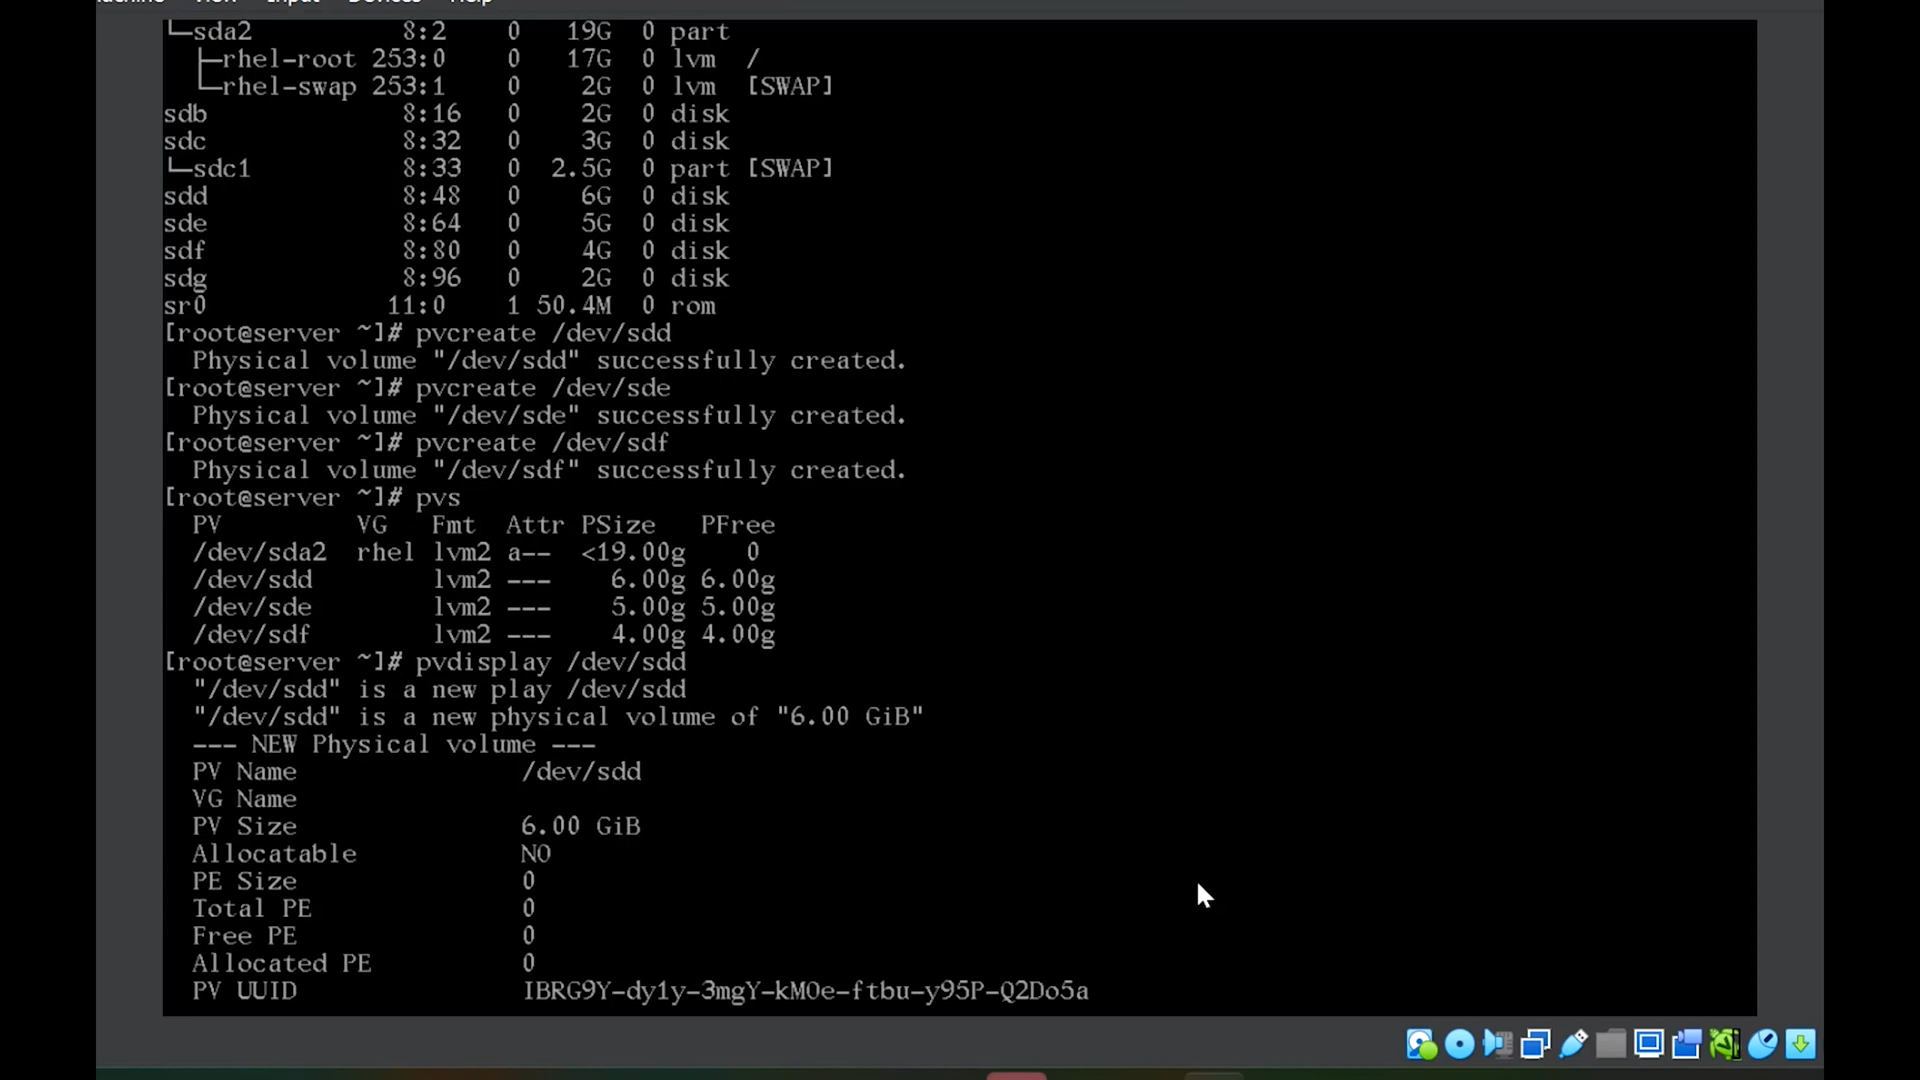 Machine View Input Devices Help
└─sda2 8:2 0 19G 0 part
├─rhel-root 253:0 0 17G 0 lvm /
└─rhel-swap 253:1 0 2G 0 lvm [SWAP]
sdb 8:16 0 2G 0 disk
sdc 8:32 0 3G 0 disk
└─sdc1 8:33 0 2.5G 0 part [SWAP]
sdd 8:48 0 6G 0 disk
sde 8:64 0 5G 0 disk
sdf 8:80 0 4G 0 disk
sdg 8:96 0 2G 0 disk
sr0 11:0 1 50.4M 0 rom
[root@server ~]# pvcreate /dev/sdd
Physical volume "/dev/sdd" successfully created.
[root@server ~]# pvcreate /dev/sde
Physical volume "/dev/sde" successfully created.
[root@server ~]# pvcreate /dev/sdf
Physical volume "/dev/sdf" successfully created.
[root@server ~]# pvs
PV VG Fmt Attr PSize PFree
/dev/sda2 rhel lvm2 a-- <19.00g 0
/dev/sdd lvm2 --- 6.00g 6.00g
/dev/sde lvm2 --- 5.00g 5.00g
/dev/sdf lvm2 --- 4.00g 4.00g
[root@server ~]# pvdisplay /dev/sdd
"/dev/sdd" is a new play /dev/sdd
"/dev/sdd" is a new physical volume of "6.00 GiB"
--- NEW Physical volume ---
PV Name /dev/sdd
VG Name
PV Size 6.00 GiB
Allocatable NO
PE Size 0
Total PE 0
Free PE 0
Allocated PE 0
PV UUID IBRG9Y-dy1y-3mgY-kMOe-ftbu-y95P-Q2Do5a